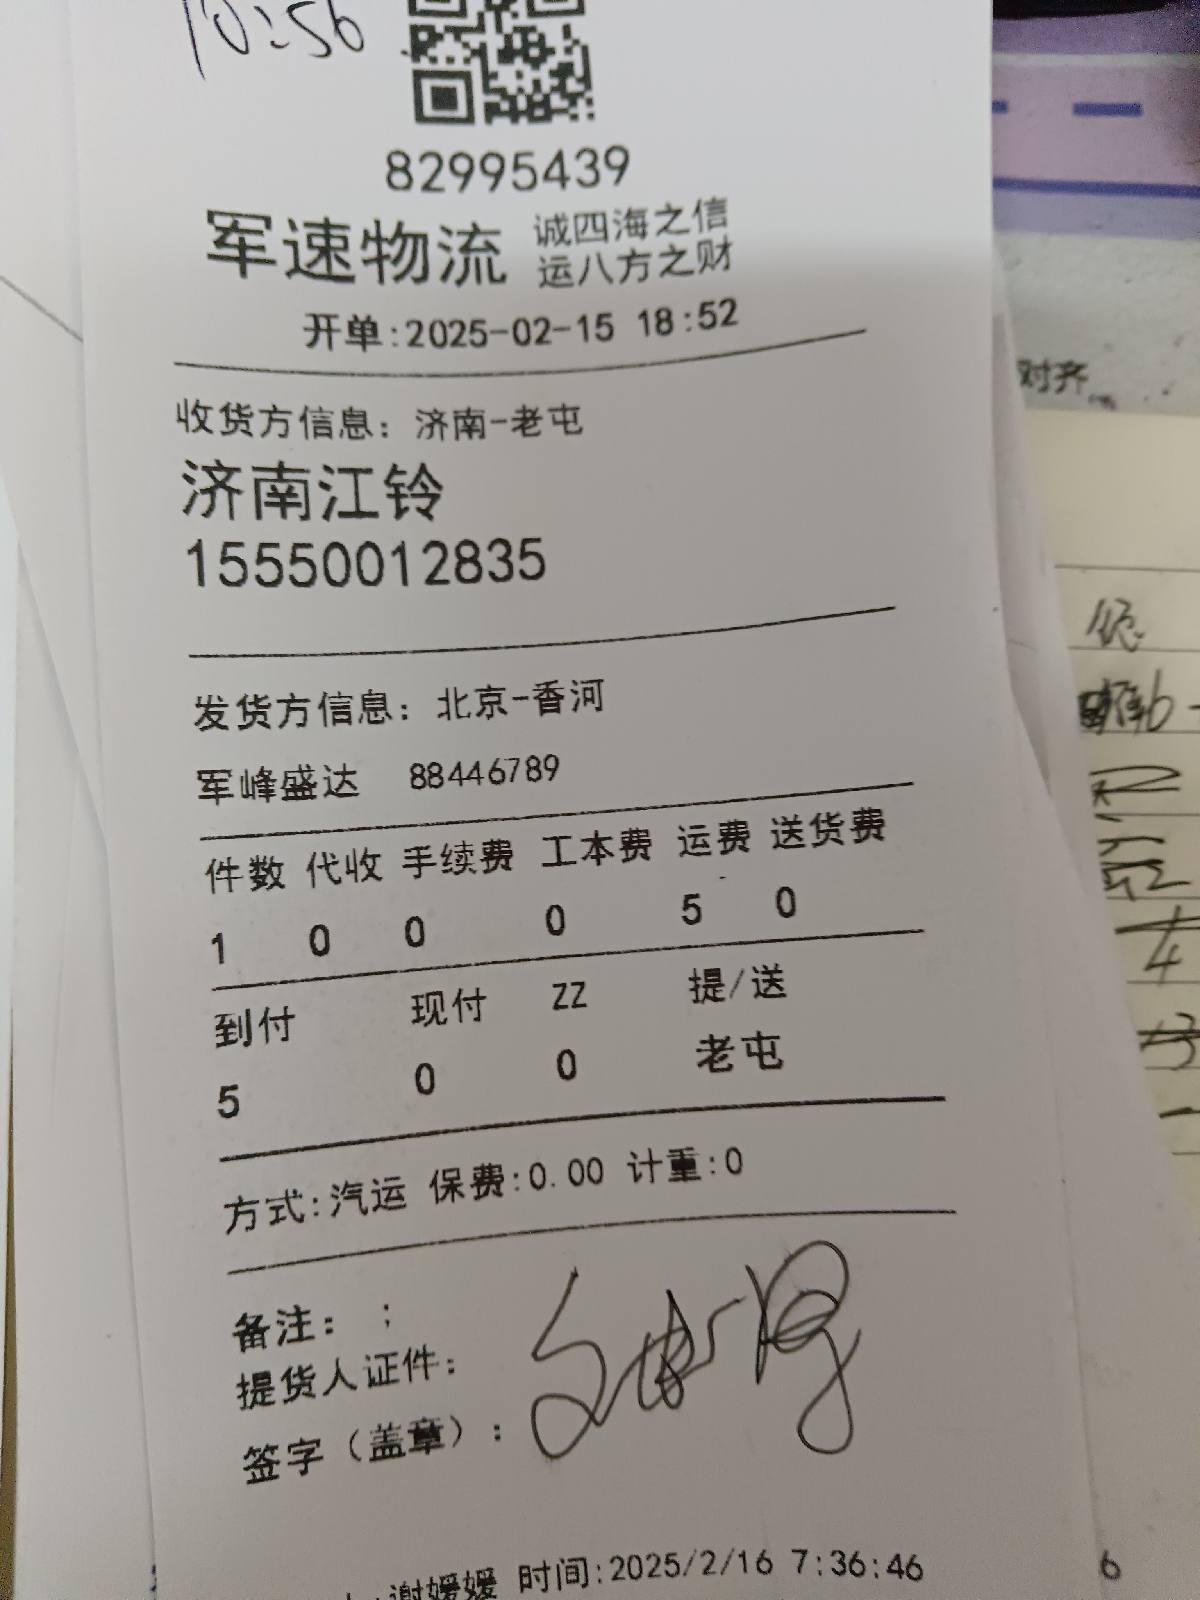 10:56
82995439
军速物流 诚四海之信
运八方之财
开单:2025-02-15 18:52
对齐
收货方信息: 济南-老屯
济南江铃
15550012835
发货方信息: 北京-香河
军峰盛达 88446789
件数 代收 手续费 工本费 运费 送货费
1 0 0 0 5 0
到付 现付 ZZ 提/送
5 0 0 老屯
方式:汽运 保费:0.00 计重:0
备注: ;
提货人证件:
签字（盖章）:
谢媛媛 时间:2025/2/16 7:36:46
6